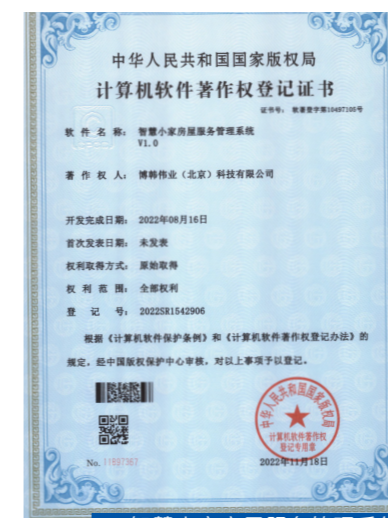 中华人民共和国国家版权局
计算机软件著作权登记证书
证书号： 软著登字第10497105号
软件名称： 智慧小家房屋服务管理系统
V1.0
著作权人： 博韩伟业（北京）科技有限公司
开发完成日期： 2022年08月16日
首次发表日期： 未发表
权利取得方式： 原始取得
权利范围： 全部权利
登记号： 2022SR1542906
根据《计算机软件保护条例》和《计算机软件著作权登记办法》的
规定，经中国版权保护中心审核，对以上事项予以登记。
中华人民共和国国家版权局
计算机软件著作权
登记专用章
No. 11697367
2022年11月18日